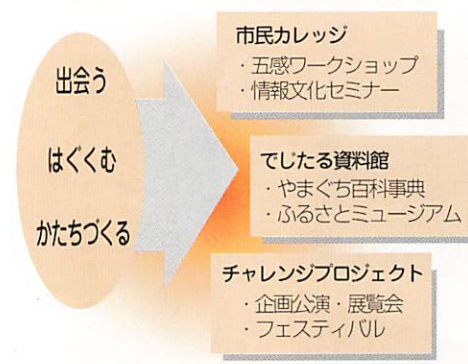 出会う
はぐくむ
かたちづくる
市民カレッジ
・五感ワークショップ
・情報文化セミナー
でじたる資料館
・やまぐち百科事典
・ふるさとミュージアム
チャレンジプロジェクト
・企画公演・展覧会
・フェスティバル